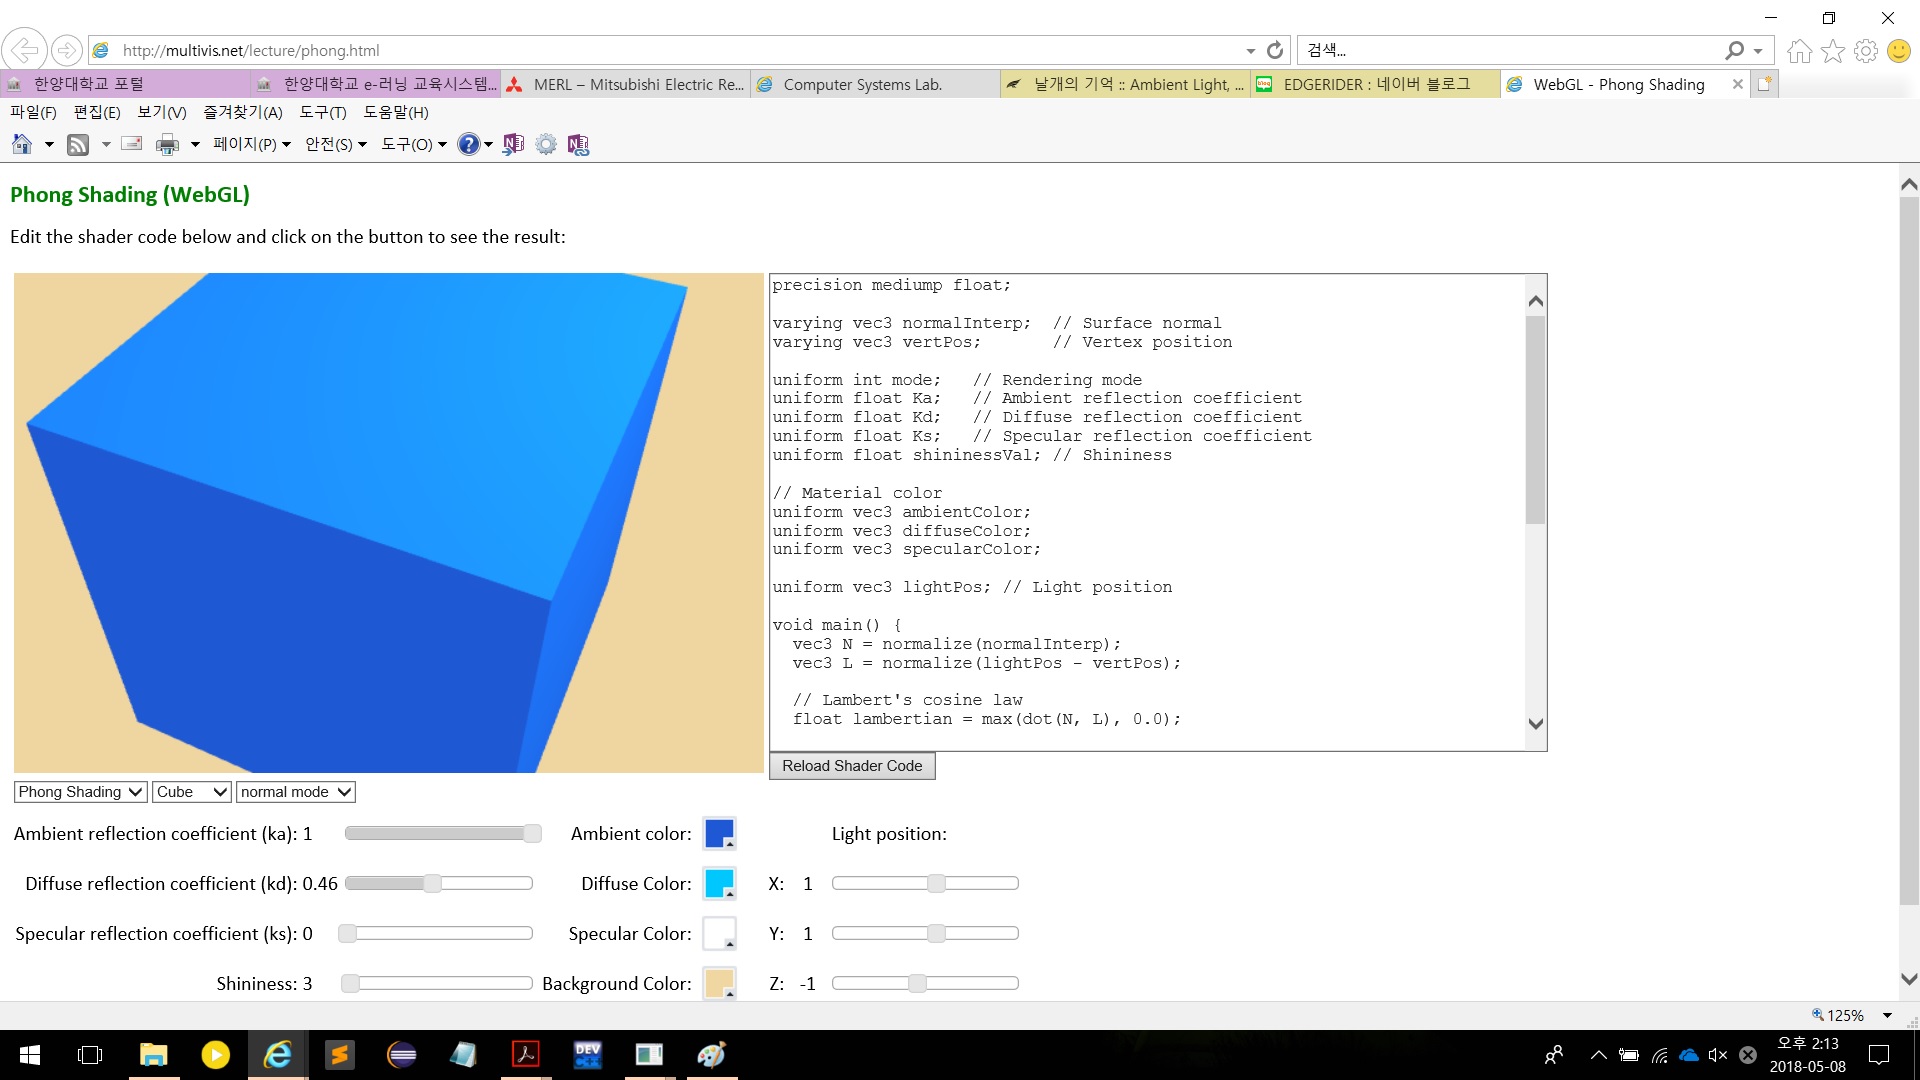 http://multivis.net/lecture/phong.html
검색...
한양대학교 포털
한양대학교 e-러닝 교육시스템...
MERL – Mitsubishi Electric Re...
Computer Systems Lab.
날개의 기억 :: Ambient Light, ...
EDGERIDER : 네이버 블로그
WebGL - Phong Shading
파일(F) 편집(E) 보기(V) 즐겨찾기(A) 도구(T) 도움말(H)
페이지(P) 안전(S) 도구(O)
Phong Shading (WebGL)
Edit the shader code below and click on the button to see the result:
precision mediump float;
varying vec3 normalInterp;  // Surface normal
varying vec3 vertPos;       // Vertex position
uniform int mode;   // Rendering mode
uniform float Ka;   // Ambient reflection coefficient
uniform float Kd;   // Diffuse reflection coefficient
uniform float Ks;   // Specular reflection coefficient
uniform float shininessVal; // Shininess
// Material color
uniform vec3 ambientColor;
uniform vec3 diffuseColor;
uniform vec3 specularColor;
uniform vec3 lightPos; // Light position
void main() {
  vec3 N = normalize(normalInterp);
  vec3 L = normalize(lightPos - vertPos);
  // Lambert's cosine law
  float lambertian = max(dot(N, L), 0.0);
Reload Shader Code
Phong Shading Cube normal mode
Ambient reflection coefficient (ka): 1 Ambient color: Light position:
Diffuse reflection coefficient (kd): 0.46 Diffuse Color: X: 1
Specular reflection coefficient (ks): 0 Specular Color: Y: 1
Shininess: 3 Background Color: Z: -1
125%
DEV
오후 2:13
2018-05-08